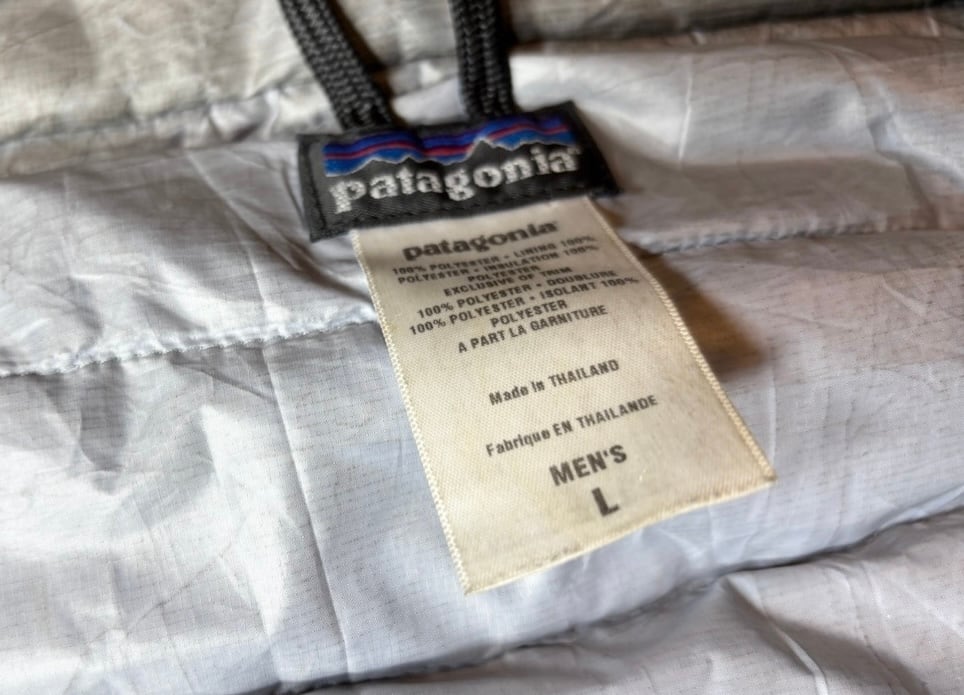 patagonia
patagonia
100% POLYESTER • LINING 100%
POLYESTER • INSULATION 100%
POLYESTER
EXCLUSIVE OF TRIM
100% POLYESTER • DOUBLURE
100% POLYESTER • ISOLANT 100%
POLYESTER
A PART LA GARNITURE
Made in THAILAND
Fabrique EN THAILANDE
MEN'S
L